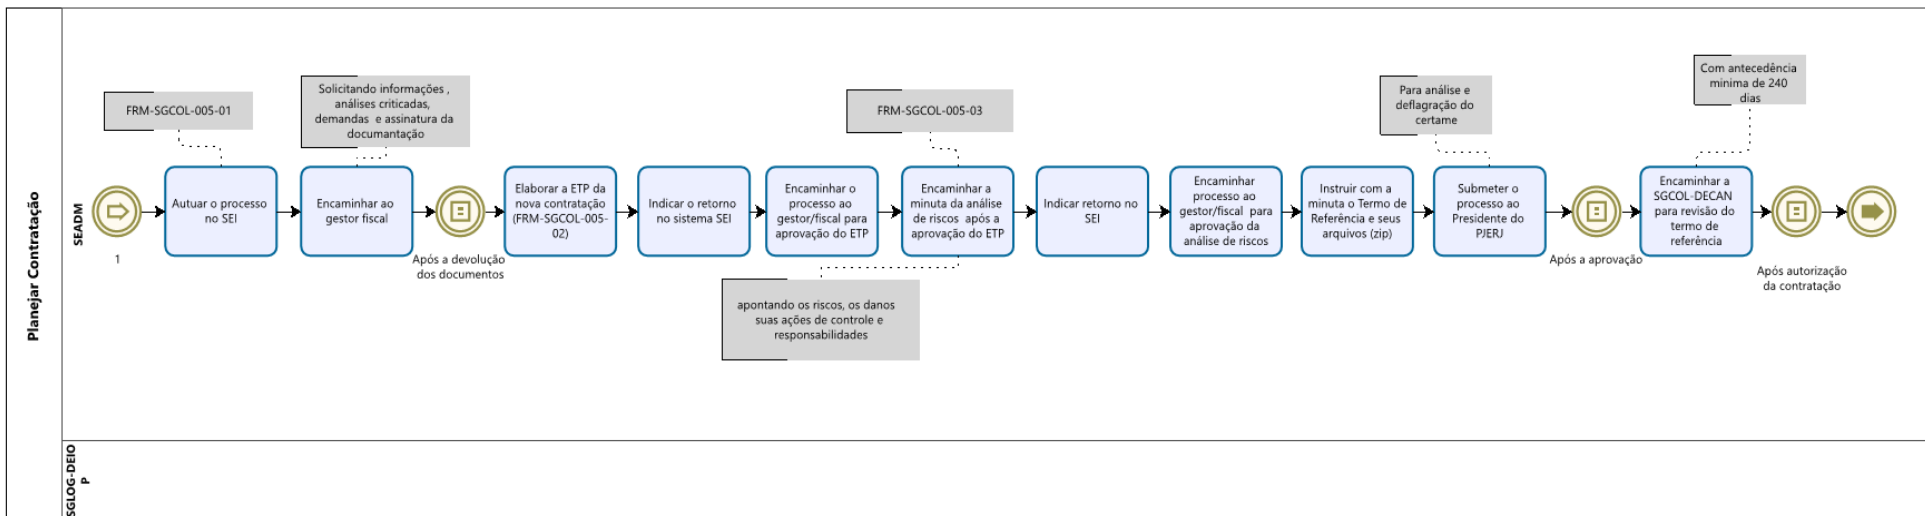 Planejar Contratação
SEADM
SGLOG-DEIO
P
1
FRM-SGCOL-005-01
Autuar o processo
no SEI
Solicitando informações ,
análises criticadas,
demandas e assinatura da
documantação
Encaminhar ao
gestor fiscal
Após a devolução
dos documentos
Elaborar a ETP da
nova contratação
(FRM-SGCOL-005-
02)
Indicar o retorno
no sistema SEI
Encaminhar o
processo ao
gestor/fiscal para
aprovação do ETP
FRM-SGCOL-005-03
Encaminhar a
minuta da análise
de riscos após a
aprovação do ETP
apontando os riscos, os danos
suas ações de controle e
responsabilidades
Indicar retorno no
SEI
Encaminhar
processo ao
gestor/fiscal para
aprovação da
análise de riscos
Instruir com a
minuta o Termo de
Referência e seus
arquivos (zip)
Para análise e
deflagração do
certame
Submeter o
processo ao
Presidente do
PJERJ
Após a aprovação
Com antecedência
minima de 240
dias
Encaminhar a
SGCOL-DECAN
para revisão do
termo de
referência
Após autorização
da contratação